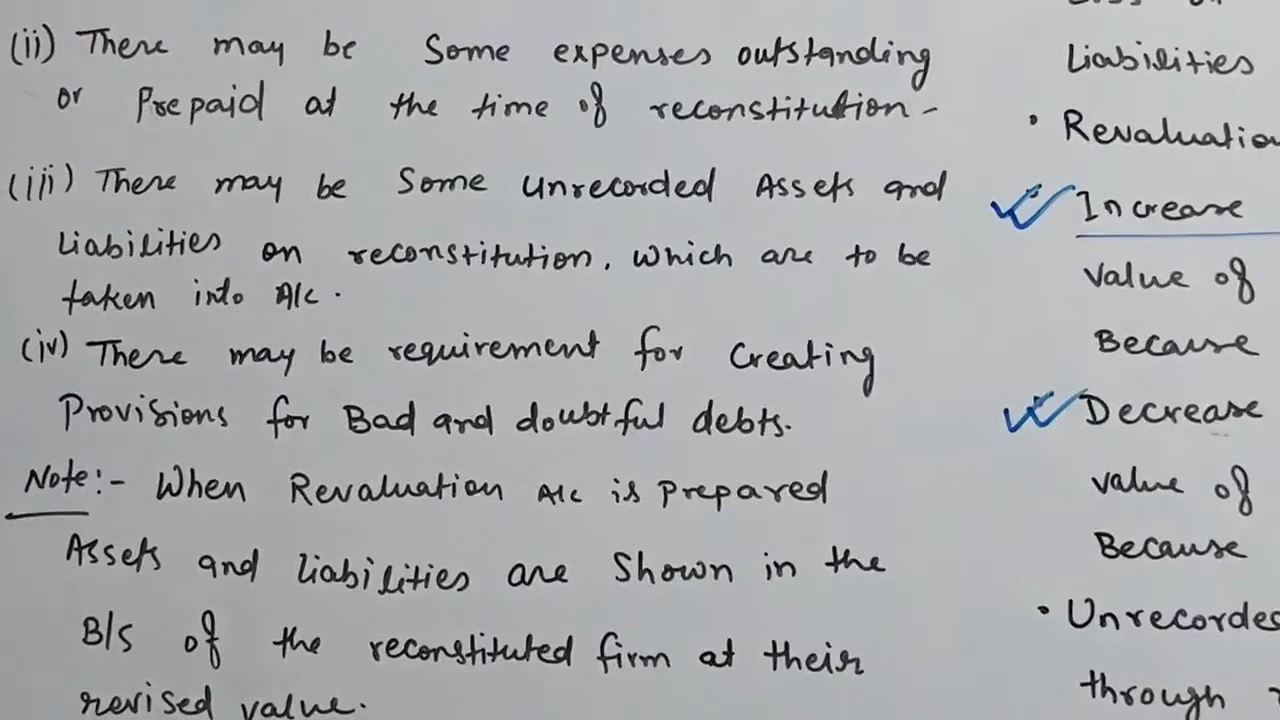 (ii) There may be Some expenses outstanding
or Prepaid at the time of reconstitution -
(iii) There may be Some Unrecorded Assets and
Liabilities on reconstitution, which are to be
taken into A/c.
(iv) There may be requirement for Creating
Provisions for Bad and doubtful debts.
Note:- When Revaluation A/c is Prepared
Assets and liabilities are Shown in the
B/S of the reconstituted firm at their
revised value.
Liabilities
• Revaluation
Increase
Value of
Because
Decrease
value of
Because
• Unrecorded
through